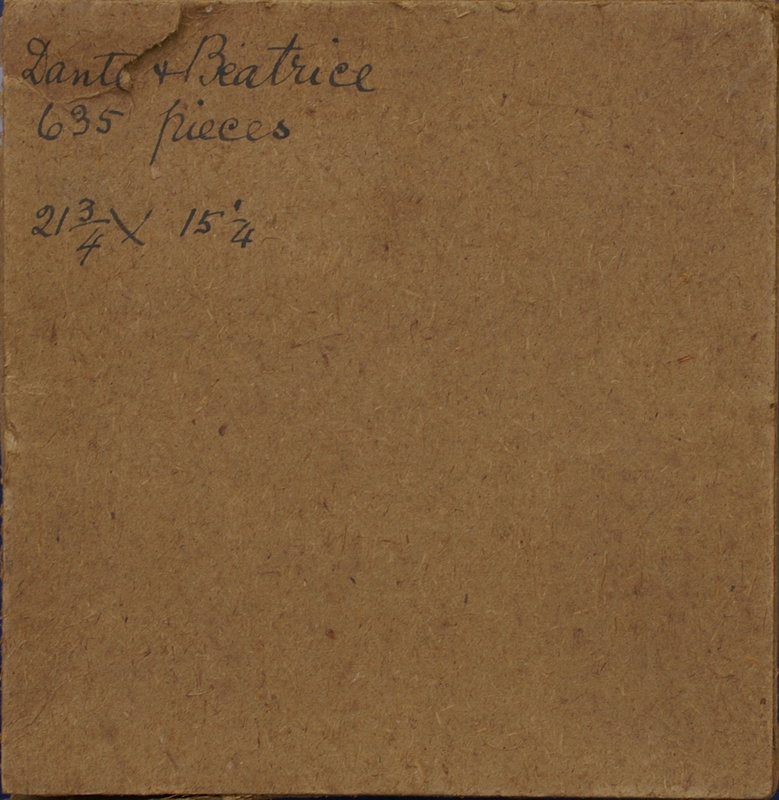 Dante + Beatrice
635 pieces
21 3/4 X 15 1/4